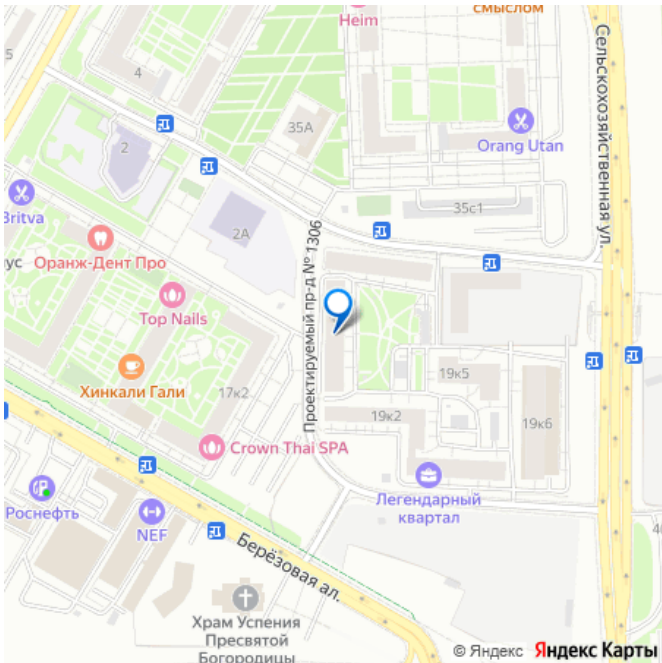 смыслом
Heim
5
4
35А
Orang Utan
Сельскохозяйственная ул.
2
35с1
Britva
2А
ус
Оранж-Дент Про
Проектируемый пр-д № 1306
Top Nails
Хинкали Гали
17к2
19к5
19к2
19к6
Crown Thai SPA
Роснефть
Легендарный
квартал
NEF
Берёзовая ал.
Храм Успения
Пресвятой
Богородицы
© Яндекс Яндекс Карты